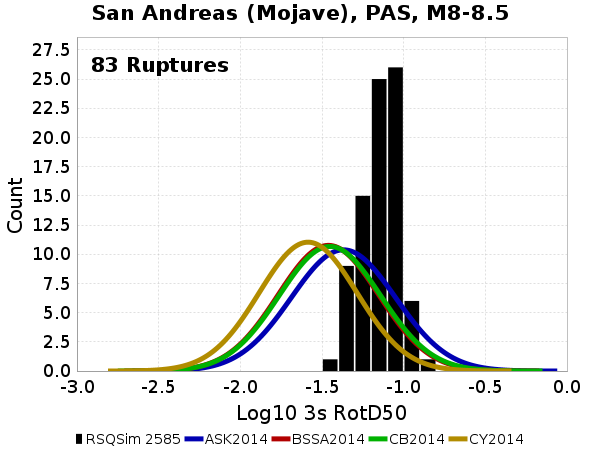 San Andreas (Mojave), PAS, M8-8.5
83 Ruptures
27.5
25.0
22.5
20.0
17.5
15.0
12.5
10.0
7.5
5.0
2.5
0.0
Count
-3.0 -2.5 -2.0 -1.5 -1.0 -0.5 0.0
Log10 3s RotD50
RSQSim 2585 ASK2014 BSSA2014 CB2014 CY2014